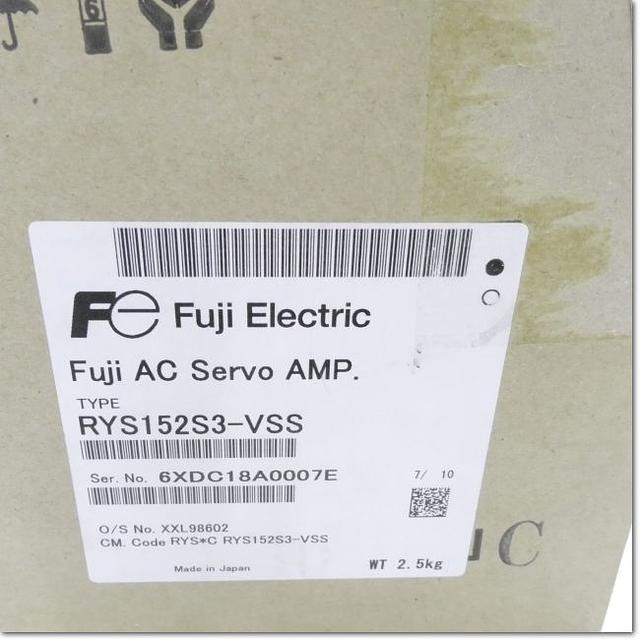 6
Fe Fuji Electric
Fuji AC Servo AMP.
TYPE
RYS152S3-VSS
Ser. No. 6XDC18A0007E
7/ 10
O/S No. XXL98602
CM. Code RYS*C RYS152S3-VSS
Made in Japan
WT 2.5kg
C